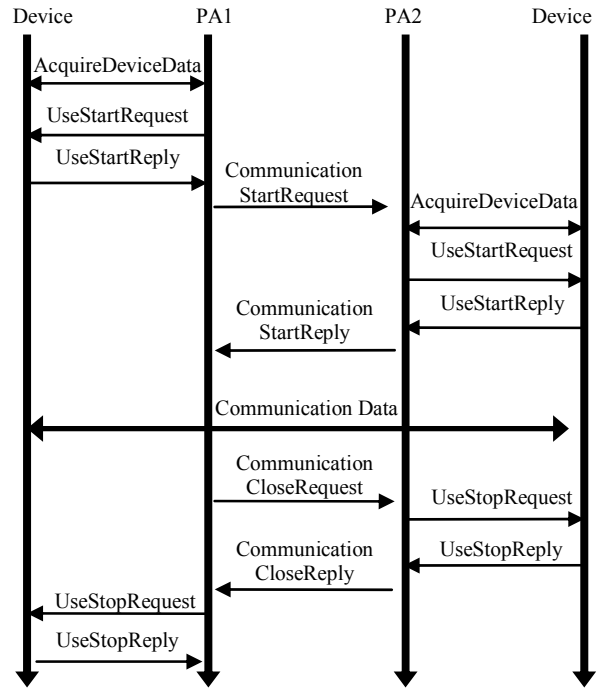 Device PA1 PA2 Device
AcquireDeviceData
UseStartRequest
UseStartReply
Communication
StartRequest
AcquireDeviceData
UseStartRequest
UseStartReply
Communication
StartReply
Communication Data
Communication
CloseRequest
UseStopRequest
UseStopReply
Communication
CloseReply
UseStopRequest
UseStopReply